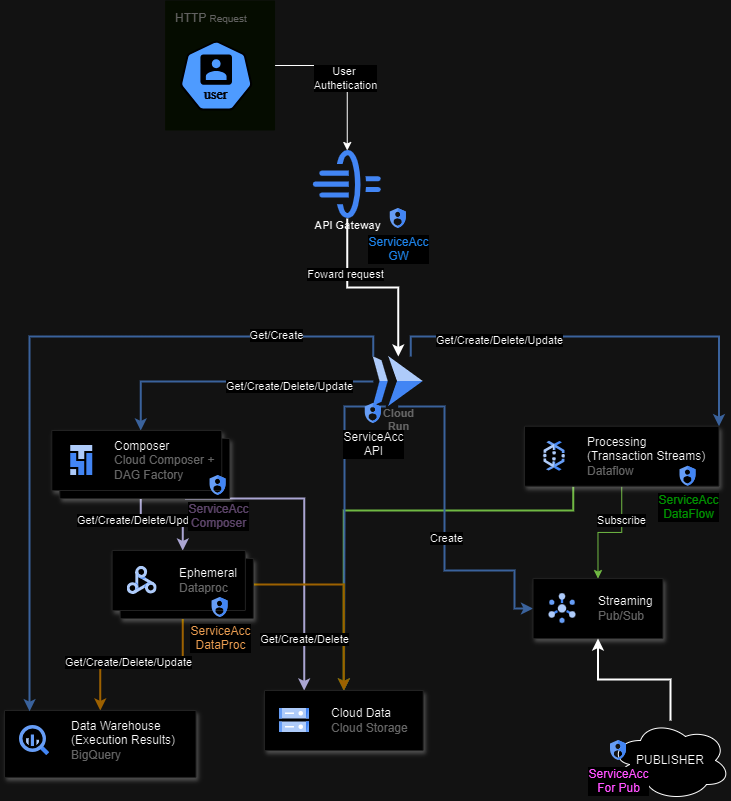 HTTP Request
user
User
Authetication
API Gateway
ServiceAcc
GW
Foward request
Get/Create
Get/Create/Delete/Update
Get/Create/Delete/Update
Cloud
Run
ServiceAcc
API
Composer
Cloud Composer +
DAG Factory
ServiceAcc
Composer
Processing
(Transaction Streams)
Dataflow
ServiceAcc
DataFlow
Get/Create/Delete/Upd
Subscribe
Create
Ephemeral
Dataproc
ServiceAcc
DataProc
Streaming
Pub/Sub
Get/Create/Delete
Get/Create/Delete/Update
Data Warehouse
(Execution Results)
BigQuery
Cloud Data
Cloud Storage
PUBLISHER
ServiceAcc
For Pub